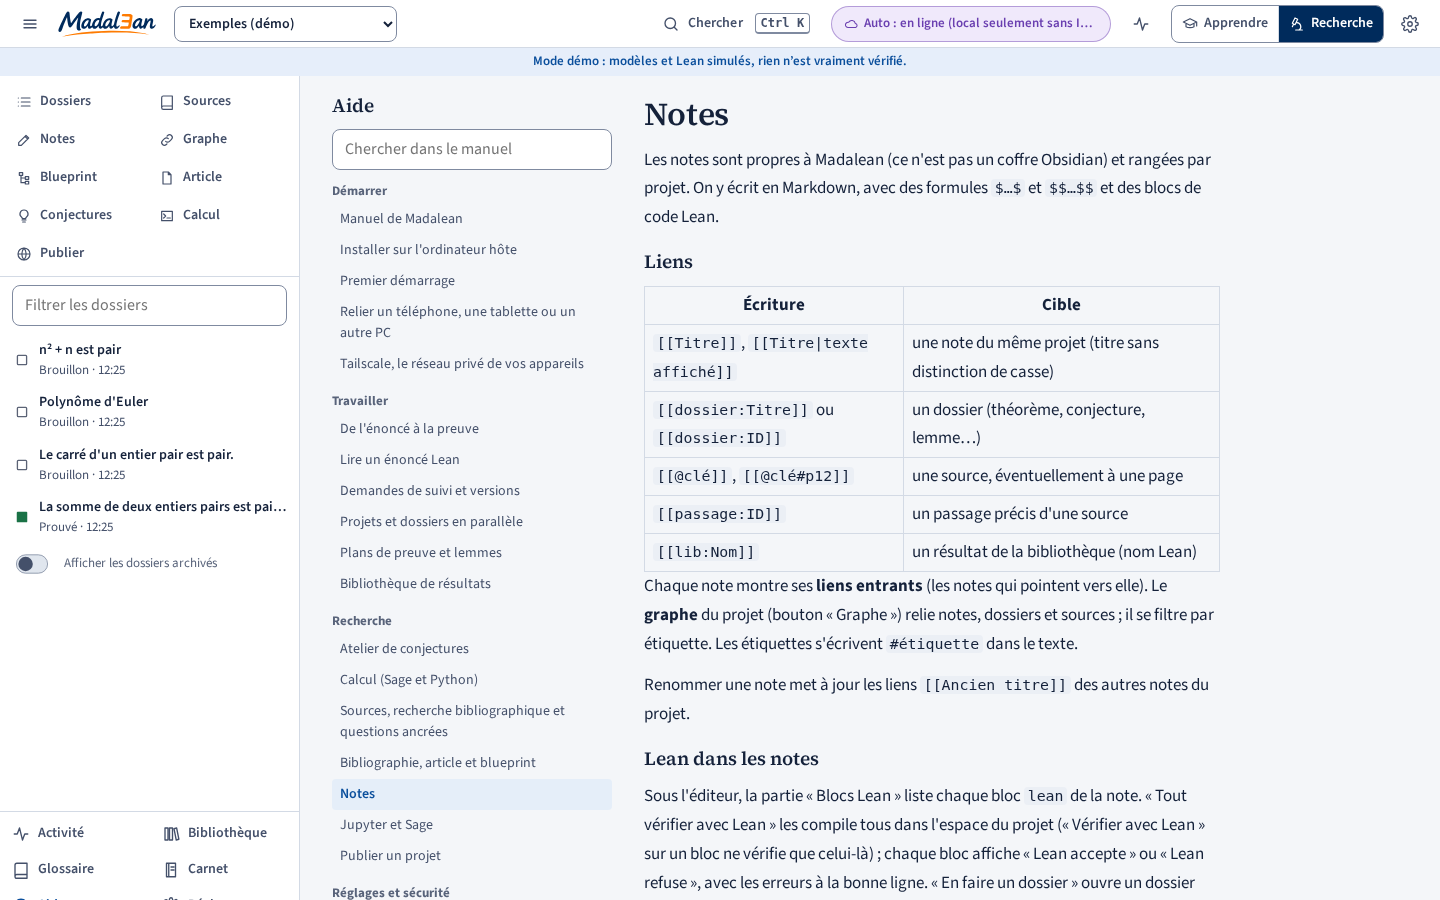 Madal∃an
Exemples (démo)
Chercher
Ctrl K
Auto : en ligne (local seulement sans I…
Apprendre
Recherche
Mode démo : modèles et Lean simulés, rien n’est vraiment vérifié.
Dossiers
Sources
Notes
Graphe
Blueprint
Article
Conjectures
Calcul
Publier
Filtrer les dossiers
n² + n est pair
Brouillon · 12:25
Polynôme d'Euler
Brouillon · 12:25
Le carré d'un entier pair est pair.
Brouillon · 12:25
La somme de deux entiers pairs est pai…
Prouvé · 12:25
Afficher les dossiers archivés
Activité
Bibliothèque
Glossaire
Carnet
Aide
Chercher dans le manuel
Démarrer
Manuel de Madalean
Installer sur l'ordinateur hôte
Premier démarrage
Relier un téléphone, une tablette ou un
autre PC
Tailscale, le réseau privé de vos appareils
Travailler
De l'énoncé à la preuve
Lire un énoncé Lean
Demandes de suivi et versions
Projets et dossiers en parallèle
Plans de preuve et lemmes
Bibliothèque de résultats
Recherche
Atelier de conjectures
Calcul (Sage et Python)
Sources, recherche bibliographique et
questions ancrées
Bibliographie, article et blueprint
Notes
Jupyter et Sage
Publier un projet
Réglages et sécurité
Notes
Les notes sont propres à Madalean (ce n'est pas un coffre Obsidian) et rangées par
projet. On y écrit en Markdown, avec des formules $…$ et $$…$$ et des blocs de
code Lean.
Liens
Écriture
Cible
[[Titre]], [[Titre|texte
affiché]]
une note du même projet (titre sans
distinction de casse)
[[dossier:Titre]] ou
[[dossier:ID]]
un dossier (théorème, conjecture,
lemme…)
[[@clé]], [[@clé#p12]]
une source, éventuellement à une page
[[passage:ID]]
un passage précis d'une source
[[lib:Nom]]
un résultat de la bibliothèque (nom Lean)
Chaque note montre ses liens entrants (les notes qui pointent vers elle). Le
graphe du projet (bouton « Graphe ») relie notes, dossiers et sources ; il se filtre par
étiquette. Les étiquettes s'écrivent #étiquette dans le texte.
Renommer une note met à jour les liens [[Ancien titre]] des autres notes du
projet.
Lean dans les notes
Sous l'éditeur, la partie « Blocs Lean » liste chaque bloc lean de la note. « Tout
vérifier avec Lean » les compile tous dans l'espace du projet (« Vérifier avec Lean »
sur un bloc ne vérifie que celui-là) ; chaque bloc affiche « Lean accepte » ou « Lean
refuse », avec les erreurs à la bonne ligne. « En faire un dossier » ouvre un dossier